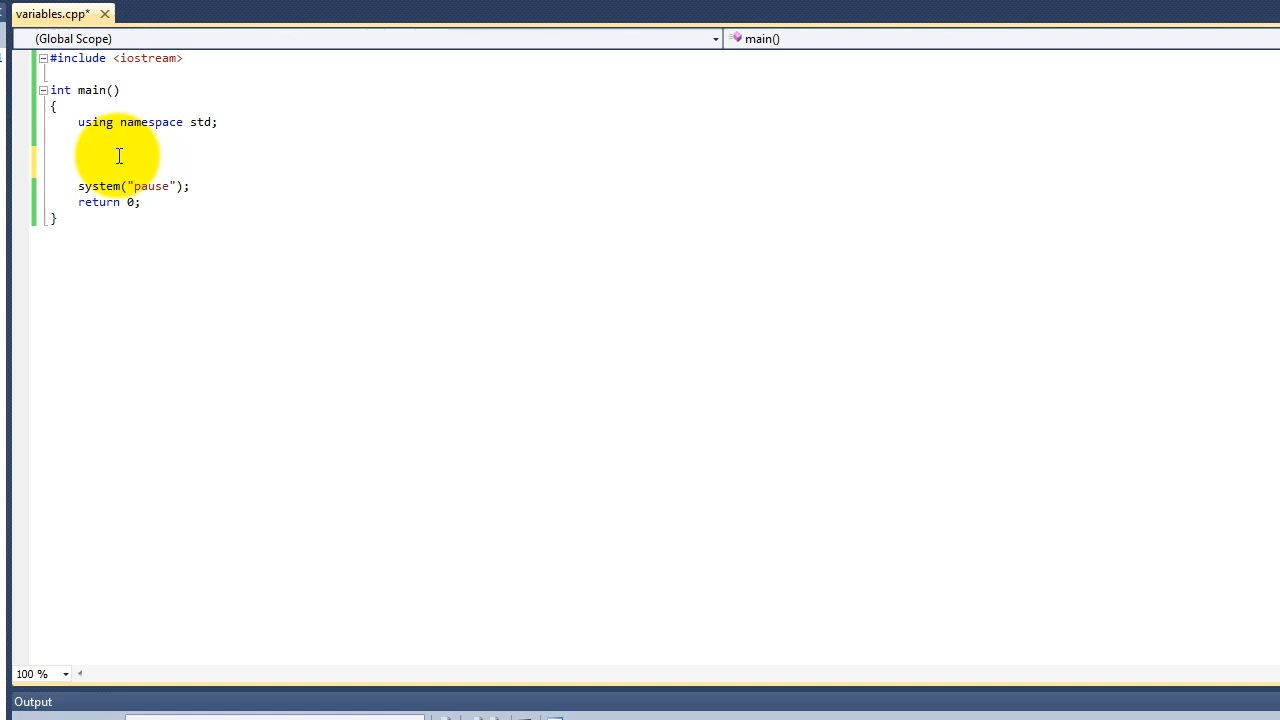 variables.cpp*
(Global Scope)
main()
#include <iostream>
int main()
{
using namespace std;
system("pause");
return 0;
}
100 %
Output